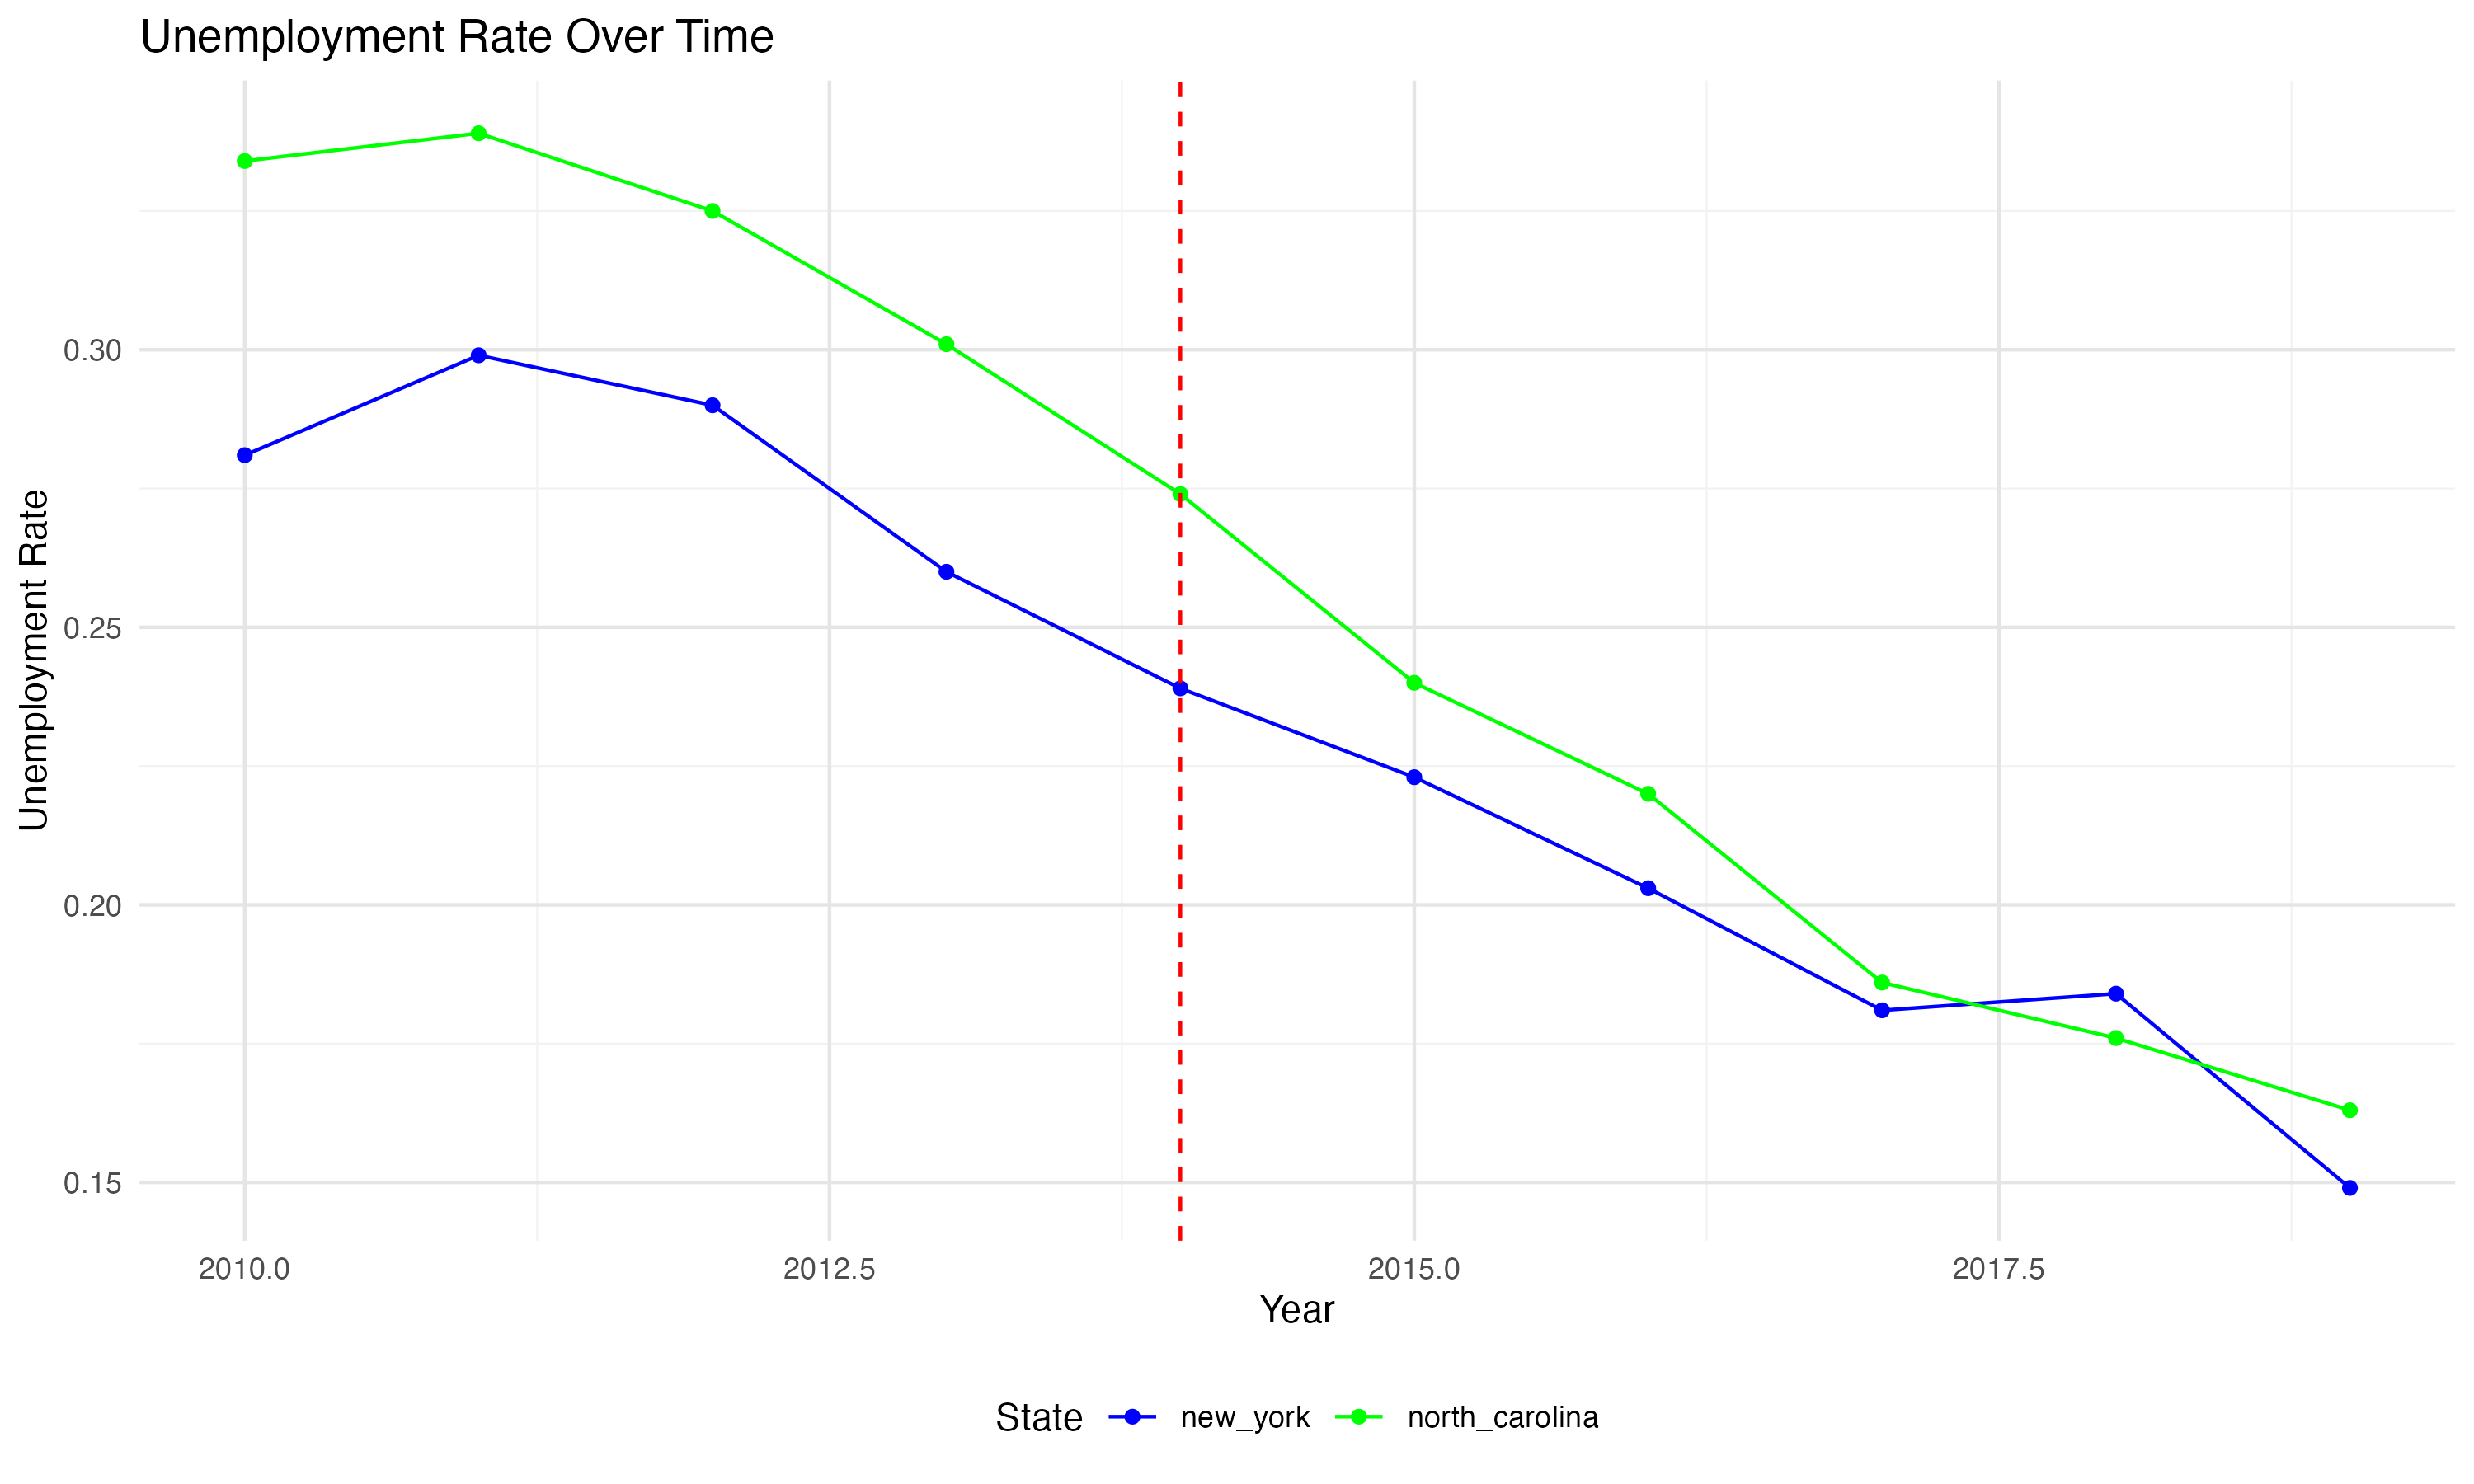 Unemployment Rate Over Time
Unemployment Rate
0.30
0.25
0.20
0.15
2010.0 2012.5 2015.0 2017.5
Year
State new_york north_carolina